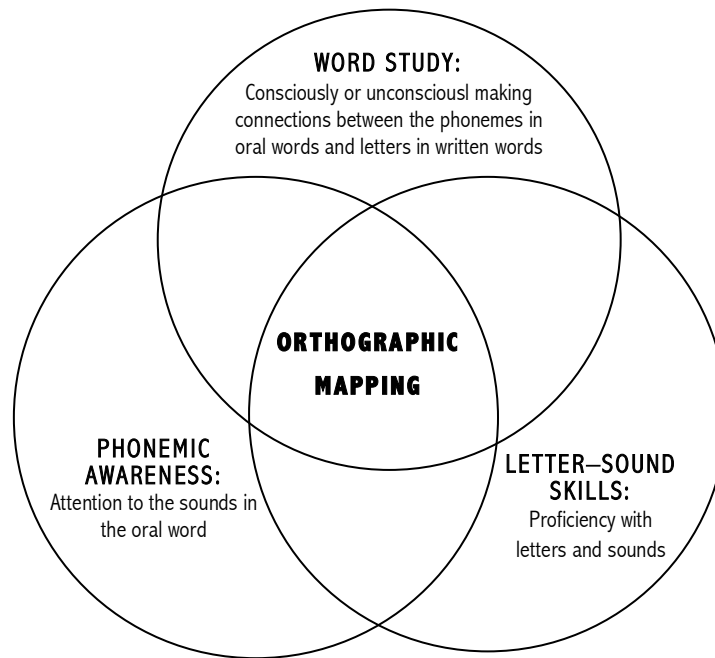 WORD STUDY:
Consciously or unconsciousl making
connections between the phonemes in
oral words and letters in written words
ORTHOGRAPHIC
MAPPING
PHONEMIC
AWARENESS:
Attention to the sounds in
the oral word
LETTER–SOUND
SKILLS:
Proficiency with
letters and sounds